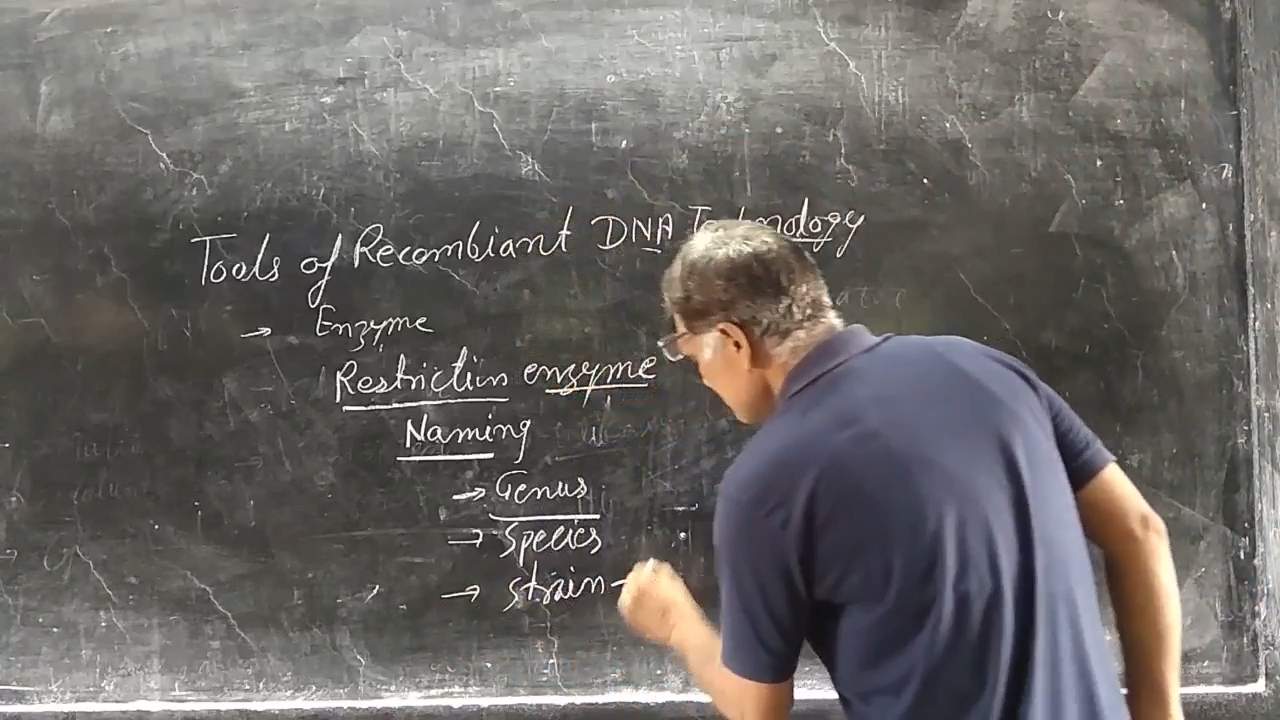 Tools of Recombiant DNA Technology
→ Enzyme
Restriction enzyme
Naming
→ Genus
→ Species
→ Strain-